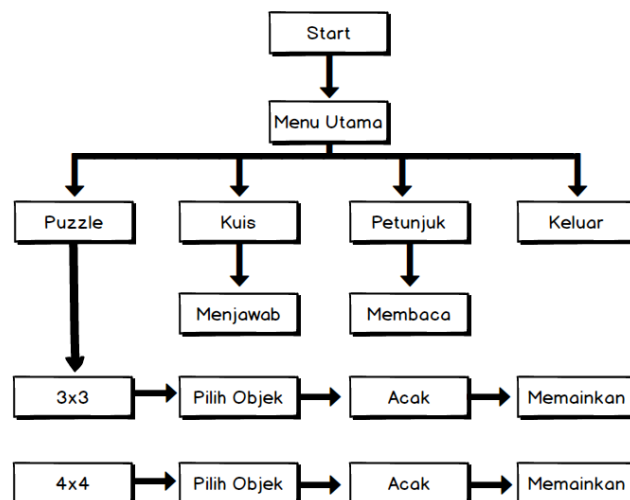 Start
Menu Utama
Puzzle
Kuis
Petunjuk
Keluar
Menjawab
Membaca
3x3
Pilih Objek
Acak
Memainkan
4x4
Pilih Objek
Acak
Memainkan